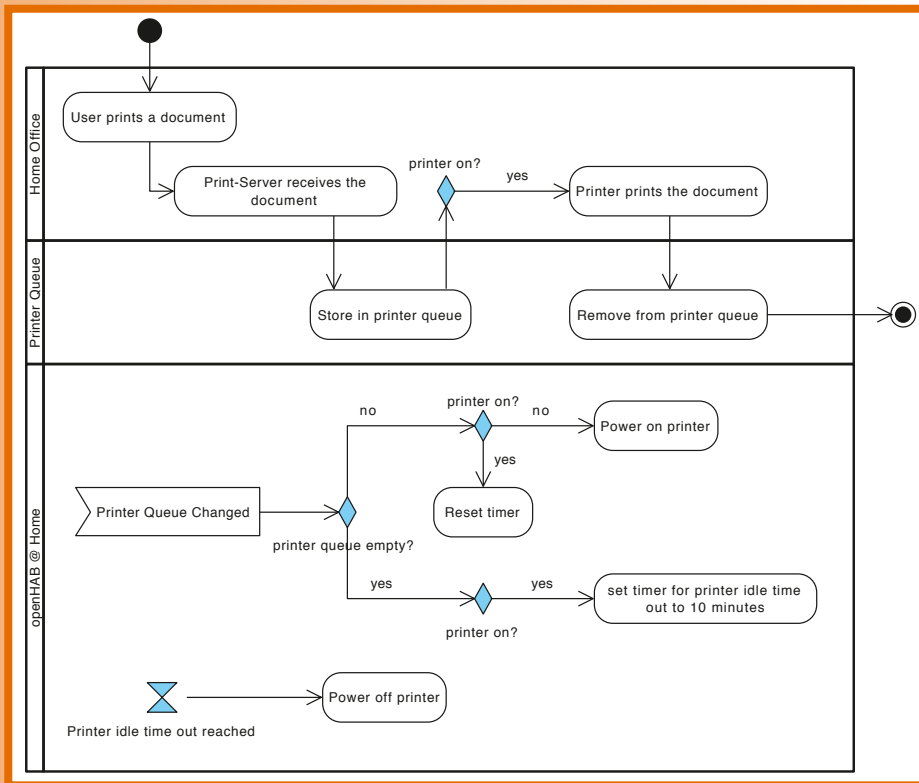 Home Office
User prints a document
Print-Server receives the
document
printer on?
yes
Printer prints the document
Printer Queue
Store in printer queue
Remove from printer queue
openHAB @ Home
Printer Queue Changed
printer queue empty?
no
printer on?
no
Power on printer
yes
Reset timer
yes
printer on?
yes
set timer for printer idle time
out to 10 minutes
Printer idle time out reached
Power off printer